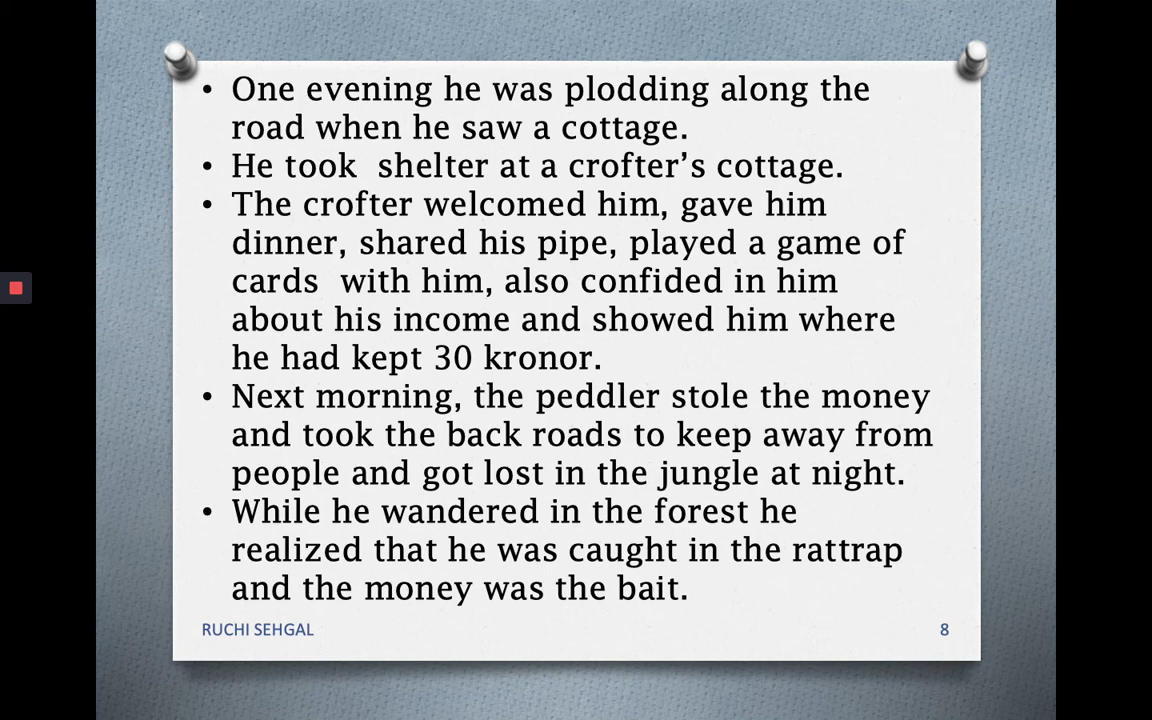 • One evening he was plodding along the
road when he saw a cottage.
• He took  shelter at a crofter’s cottage.
• The crofter welcomed him, gave him
dinner, shared his pipe, played a game of
cards  with him, also confided in him
about his income and showed him where
he had kept 30 kronor.
• Next morning, the peddler stole the money
and took the back roads to keep away from
people and got lost in the jungle at night.
• While he wandered in the forest he
realized that he was caught in the rattrap
and the money was the bait.
RUCHI SEHGAL 8